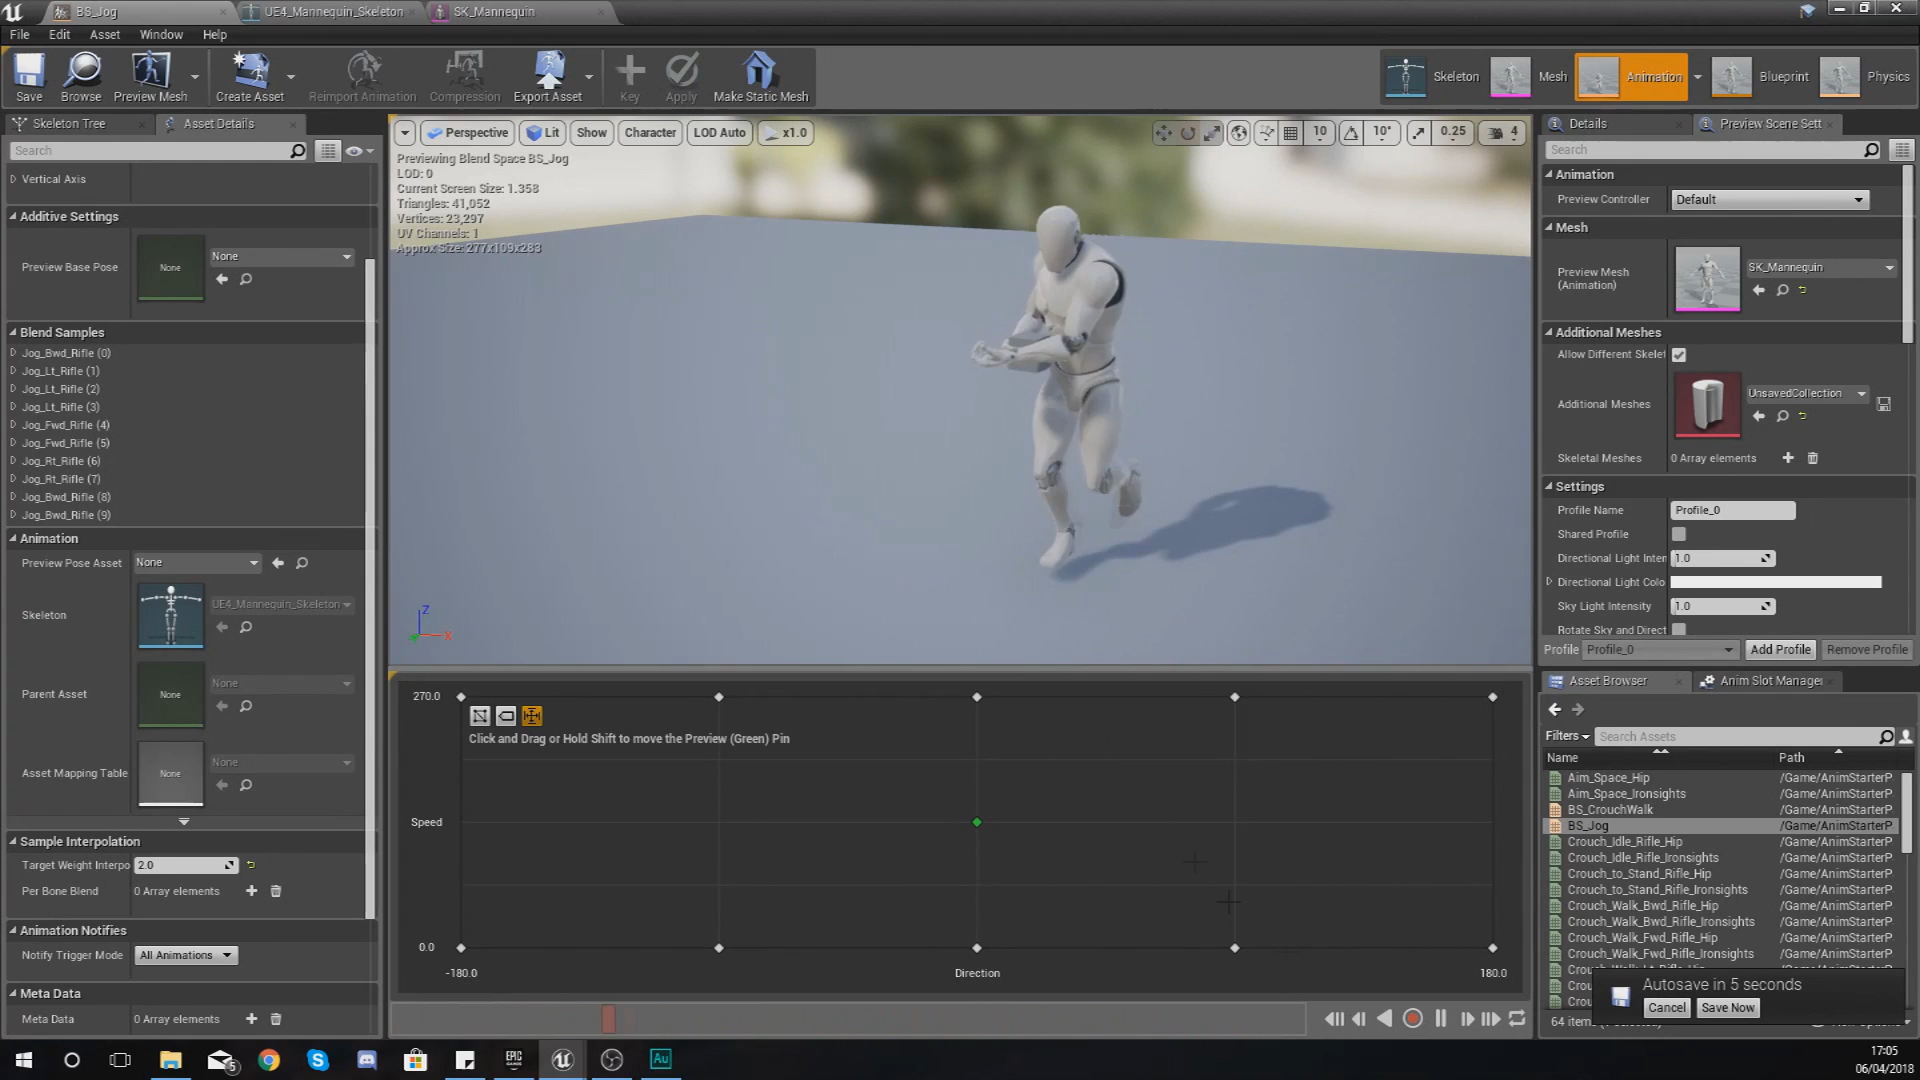 BS_Jog
UE4_Mannequin_Skeleton
SK_Mannequin
File Edit Asset Window Help
Save
Browse
Preview Mesh
Create Asset
Reimport Animation
Compression
Export Asset
Key
Apply
Make Static Mesh
Skeleton
Mesh
Animation
Blueprint
Physics
Skeleton Tree
Asset Details
Search
Vertical Axis
Additive Settings
Preview Base Pose
None
None
Blend Samples
Jog_Bwd_Rifle (0)
Jog_Lt_Rifle (1)
Jog_Lt_Rifle (2)
Jog_Lt_Rifle (3)
Jog_Fwd_Rifle (4)
Jog_Fwd_Rifle (5)
Jog_Rt_Rifle (6)
Jog_Rt_Rifle (7)
Jog_Bwd_Rifle (8)
Jog_Bwd_Rifle (9)
Animation
Preview Pose Asset
None
Skeleton
UE4_Mannequin_Skeleton
Parent Asset
None
None
Asset Mapping Table
None
None
Sample Interpolation
Target Weight Interpo
2.0
Per Bone Blend
0 Array elements
Animation Notifies
Notify Trigger Mode
All Animations
Meta Data
Meta Data
0 Array elements
Perspective
Lit
Show
Character
LOD Auto
x1.0
10
10°
0.25
4
Previewing Blend Space BS_Jog
LOD: 0
Current Screen Size: 1.358
Triangles: 41,052
Vertices: 23,297
UV Channels: 1
Approx Size: 277x109x283
Z
X
270.0
Click and Drag or Hold Shift to move the Preview (Green) Pin
Speed
0.0
-180.0
Direction
180.0
Details
Preview Scene Sett
Search
Animation
Preview Controller
Default
Mesh
Preview Mesh
(Animation)
SK_Mannequin
Additional Meshes
Allow Different Skelet
Additional Meshes
UnsavedCollection
Skeletal Meshes
0 Array elements
Settings
Profile Name
Profile_0
Shared Profile
Directional Light Inten
1.0
Directional Light Colo
Sky Light Intensity
1.0
Rotate Sky and Direct
Profile
Profile_0
Add Profile
Remove Profile
Asset Browser
Anim Slot Manager
Filters
Search Assets
Name
Path
Aim_Space_Hip /Game/AnimStarterP
Aim_Space_Ironsights /Game/AnimStarterP
BS_CrouchWalk /Game/AnimStarterP
BS_Jog /Game/AnimStarterP
Crouch_Idle_Rifle_Hip /Game/AnimStarterP
Crouch_Idle_Rifle_Ironsights /Game/AnimStarterP
Crouch_to_Stand_Rifle_Hip /Game/AnimStarterP
Crouch_to_Stand_Rifle_Ironsights /Game/AnimStarterP
Crouch_Walk_Bwd_Rifle_Hip /Game/AnimStarterP
Crouch_Walk_Bwd_Rifle_Ironsights /Game/AnimStarterP
Crouch_Walk_Fwd_Rifle_Hip /Game/AnimStarterP
Crouch_Walk_Fwd_Rifle_Ironsights /Game/AnimStarterP
Crou
Crou
Autosave in 5 seconds
Cancel
Save Now
64 item
5
EPIC
GAMES
Au
17:05
06/04/2018